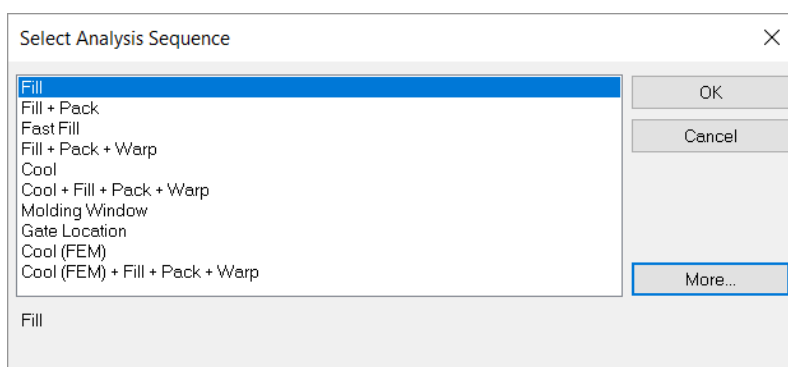 Select Analysis Sequence
Fill
Fill + Pack
Fast Fill
Fill + Pack + Warp
Cool
Cool + Fill + Pack + Warp
Molding Window
Gate Location
Cool (FEM)
Cool (FEM) + Fill + Pack + Warp
OK
Cancel
More...
Fill